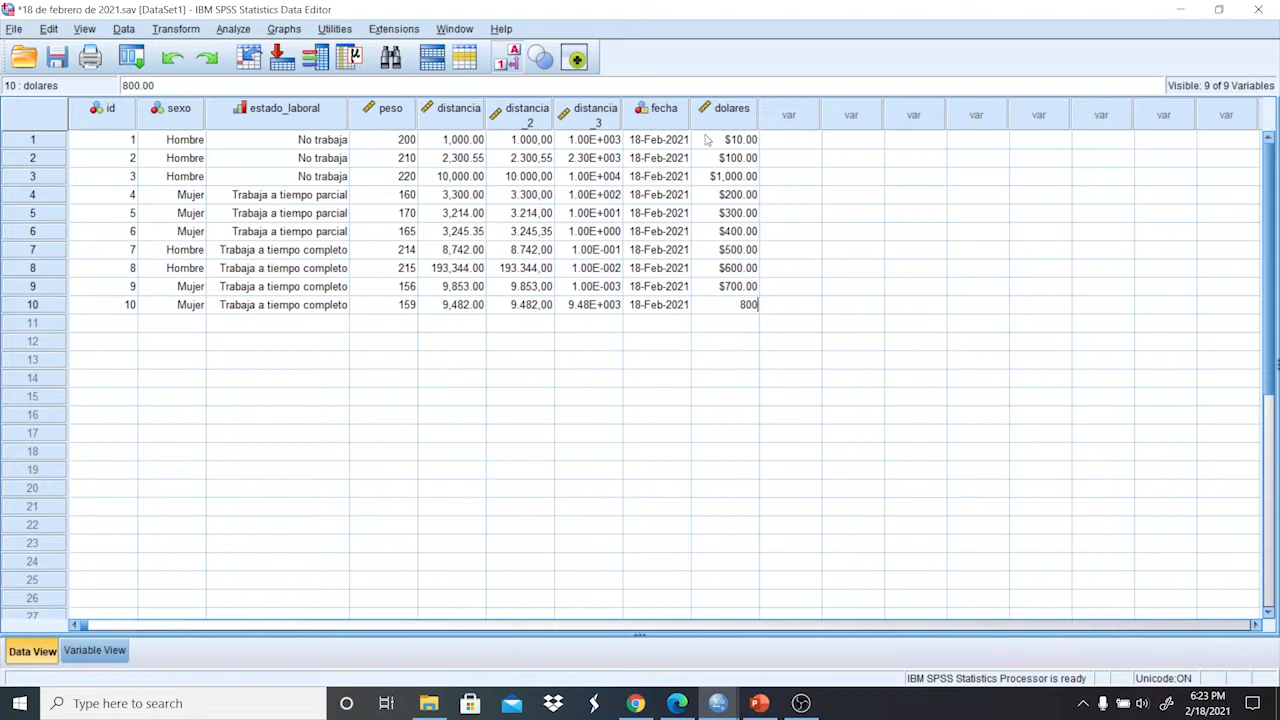 *18 de febrero de 2021.sav [DataSet1] - IBM SPSS Statistics Data Editor
File Edit View Data Transform Analyze Graphs Utilities Extensions Window Help
10 : dolares 800.00 Visible: 9 of 9 Variables
id sexo estado_laboral peso distancia distancia_2 distancia_3 fecha dolares var var var var var var var var
1 1 Hombre No trabaja 200 1,000.00 1.000,00 1.00E+003 18-Feb-2021 $10.00
2 2 Hombre No trabaja 210 2,300.55 2.300,55 2.30E+003 18-Feb-2021 $100.00
3 3 Hombre No trabaja 220 10,000.00 10.000,00 1.00E+004 18-Feb-2021 $1,000.00
4 4 Mujer Trabaja a tiempo parcial 160 3,300.00 3.300,00 1.00E+002 18-Feb-2021 $200.00
5 5 Mujer Trabaja a tiempo parcial 170 3,214.00 3.214,00 1.00E+001 18-Feb-2021 $300.00
6 6 Mujer Trabaja a tiempo parcial 165 3,245.35 3.245,35 1.00E+000 18-Feb-2021 $400.00
7 7 Hombre Trabaja a tiempo completo 214 8,742.00 8.742,00 1.00E-001 18-Feb-2021 $500.00
8 8 Hombre Trabaja a tiempo completo 215 193,344.00 193.344,00 1.00E-002 18-Feb-2021 $600.00
9 9 Mujer Trabaja a tiempo completo 156 9,853.00 9.853,00 1.00E-003 18-Feb-2021 $700.00
10 10 Mujer Trabaja a tiempo completo 159 9,482.00 9.482,00 9.48E+003 18-Feb-2021 800
11
12
13
14
15
16
17
18
19
20
21
22
23
24
25
26
27
Data View Variable View
IBM SPSS Statistics Processor is ready Unicode:ON
Type here to search
6:23 PM
2/18/2021